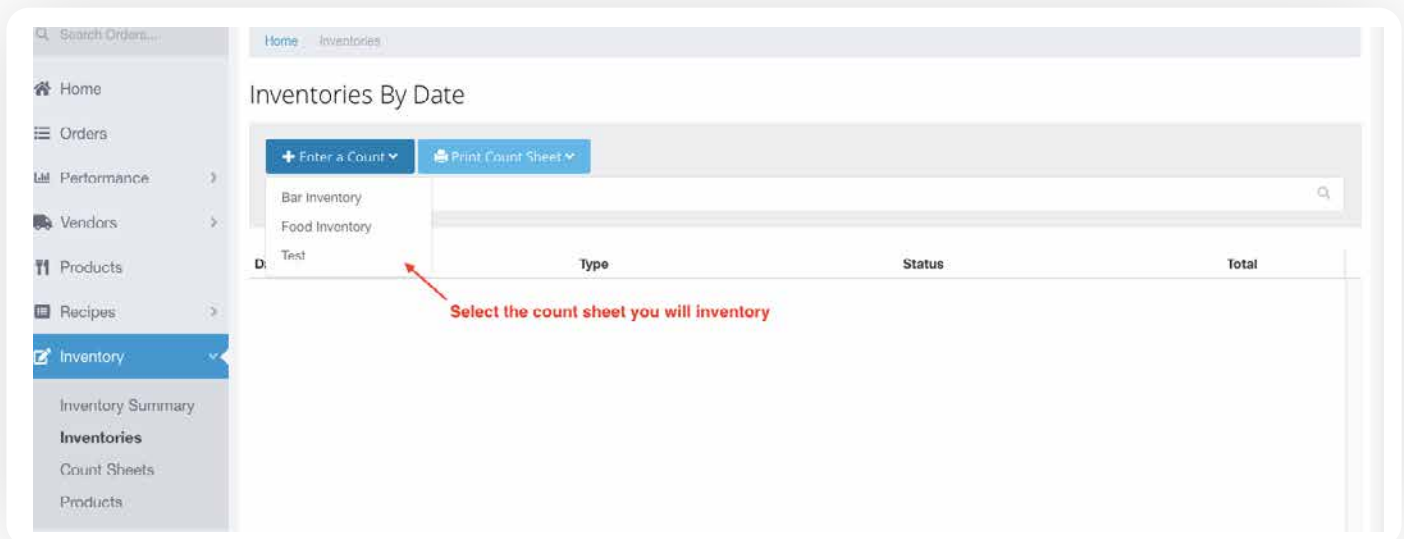 Search Orders...
Home
Orders
Performance
Vendors
Products
Recipes
Inventory
Inventory Summary
Inventories
Count Sheets
Products
Home Inventories
Inventories By Date
Enter a Count
Print Count Sheet
Bar Inventory
Food Inventory
Test
Type Status Total
Select the count sheet you will inventory